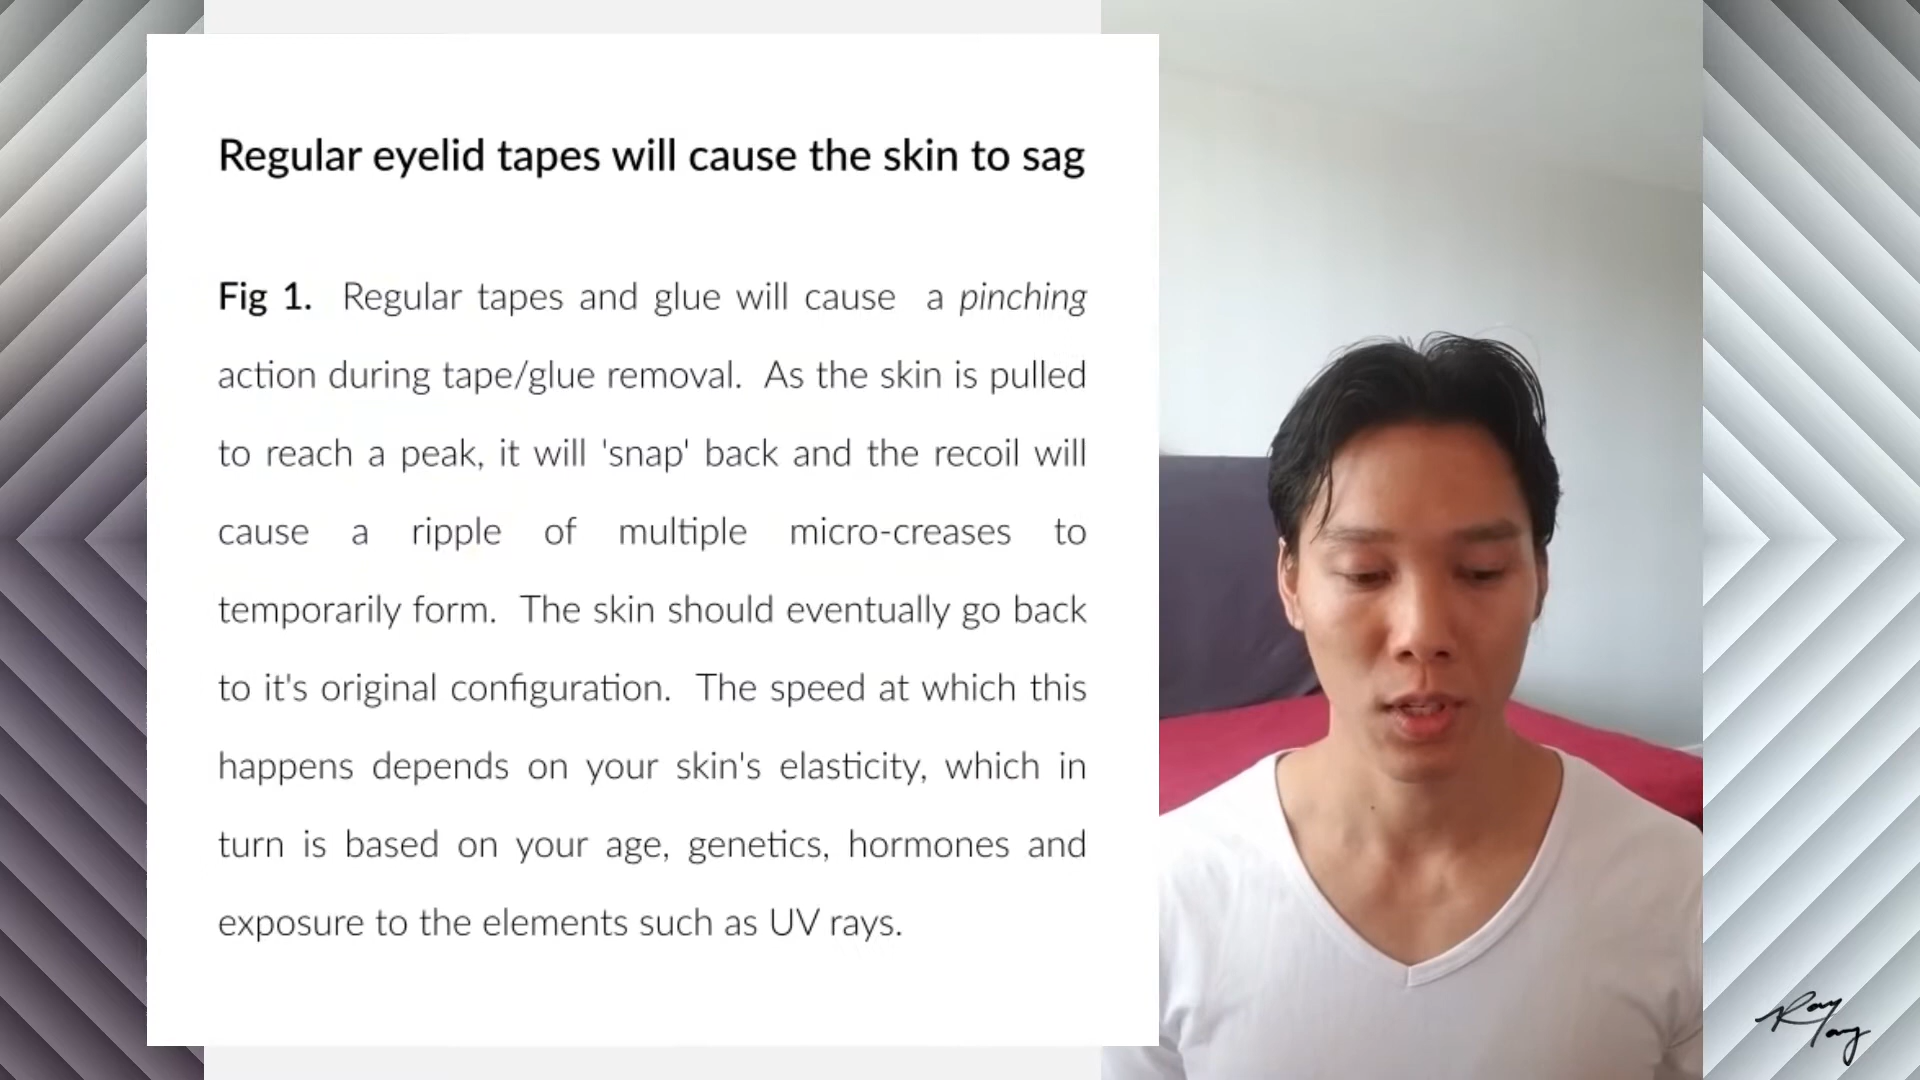 Regular eyelid tapes will cause the skin to sag
Fig 1. Regular tapes and glue will cause a pinching
action during tape/glue removal. As the skin is pulled
to reach a peak, it will 'snap' back and the recoil will
cause a ripple of multiple micro-creases to
temporarily form. The skin should eventually go back
to it's original configuration. The speed at which this
happens depends on your skin's elasticity, which in
turn is based on your age, genetics, hormones and
exposure to the elements such as UV rays.